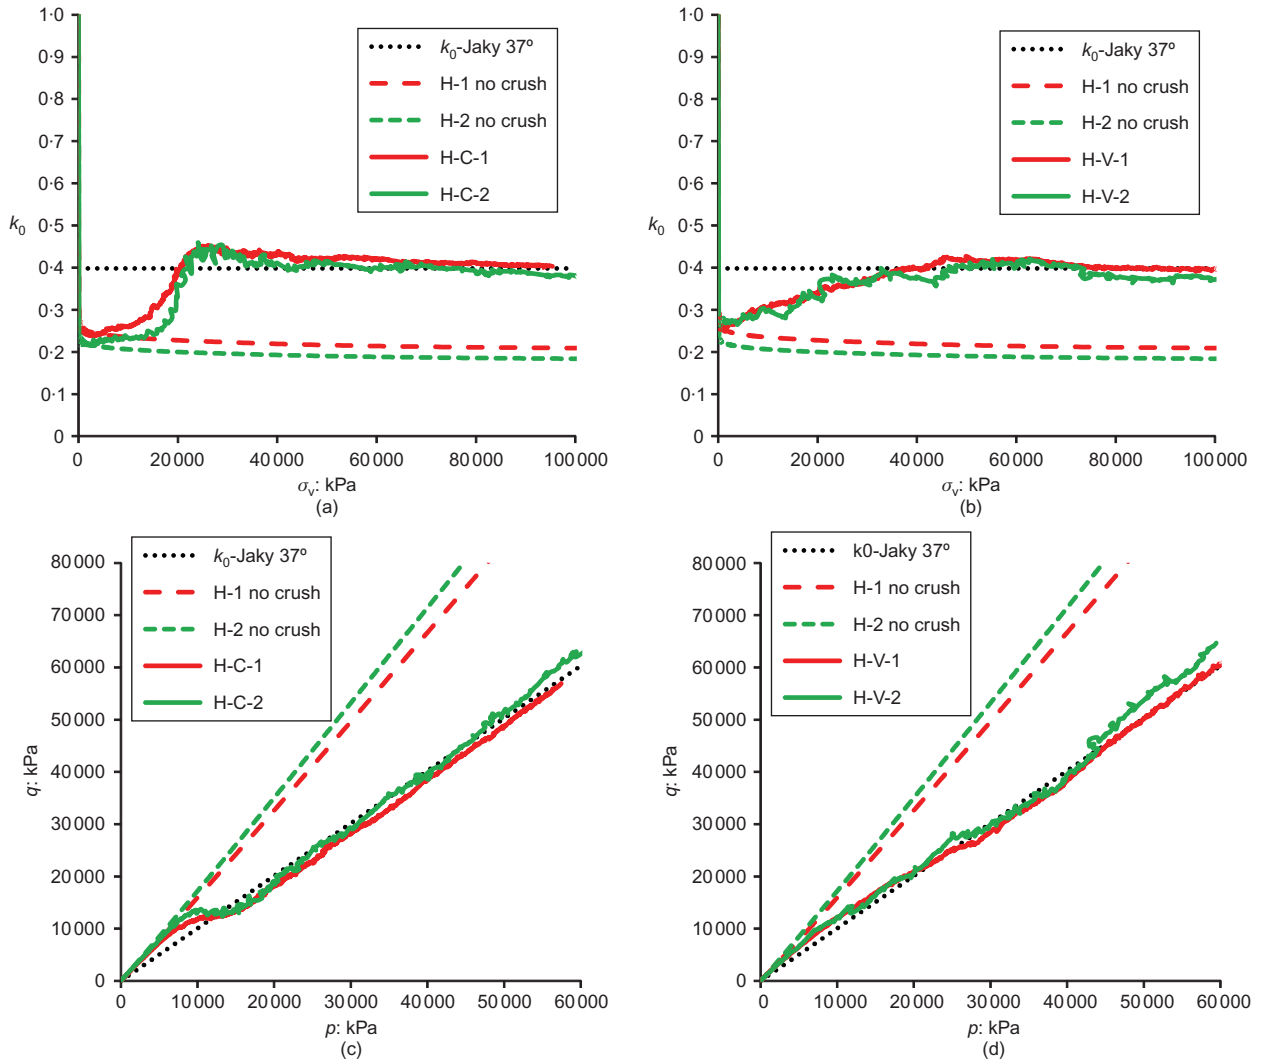 1·0
0·9
0·8
0·7
0·6
0·5
0·4
0·3
0·2
0·1
0
k0
k0-Jaky 37º
H-1 no crush
H-2 no crush
H-C-1
H-C-2
0 20 000 40 000 60 000 80 000 100 000
σv: kPa
(a)
1·0
0·9
0·8
0·7
0·6
0·5
0·4
0·3
0·2
0·1
0
k0
k0-Jaky 37º
H-1 no crush
H-2 no crush
H-V-1
H-V-2
0 20 000 40 000 60 000 80 000 100 000
σv: kPa
(b)
80 000
70 000
60 000
50 000
40 000
30 000
20 000
10 000
0
q: kPa
k0-Jaky 37º
H-1 no crush
H-2 no crush
H-C-1
H-C-2
0 10 000 20 000 30 000 40 000 50 000 60 000
p: kPa
(c)
80 000
70 000
60 000
50 000
40 000
30 000
20 000
10 000
0
q: kPa
k0-Jaky 37º
H-1 no crush
H-2 no crush
H-V-1
H-V-2
0 10 000 20 000 30 000 40 000 50 000 60 000
p: kPa
(d)